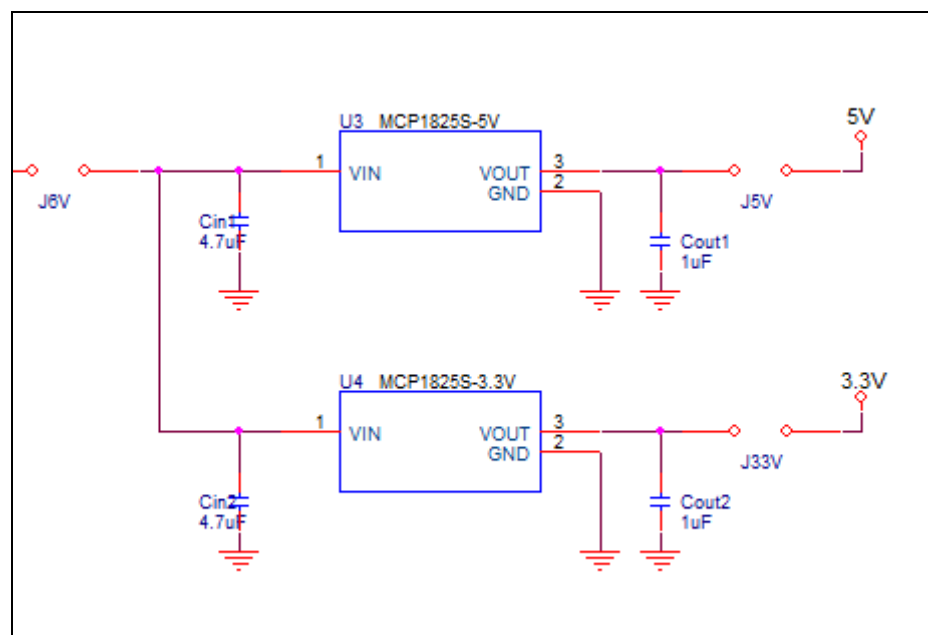 U3 MCP1825S-5V
5V
1
VIN
VOUT
3
GND
2
J6V
J5V
Cin1
4.7uF
Cout1
1uF
U4 MCP1825S-3.3V
3.3V
1
VIN
VOUT
3
GND
2
J33V
Cin2
4.7uF
Cout2
1uF